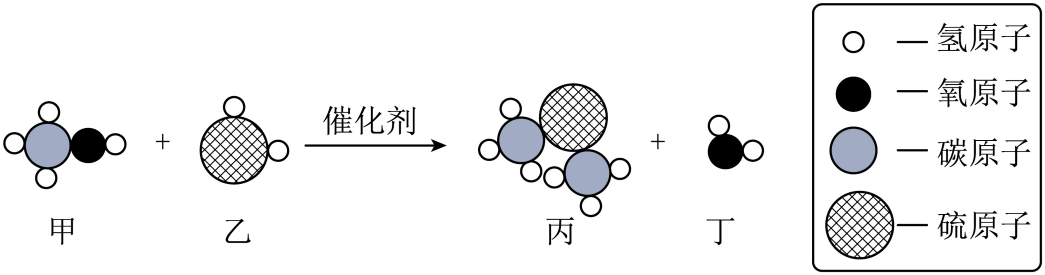 催化剂
+
+
甲
乙
丙
丁
— 氢原子
— 氧原子
— 碳原子
— 硫原子